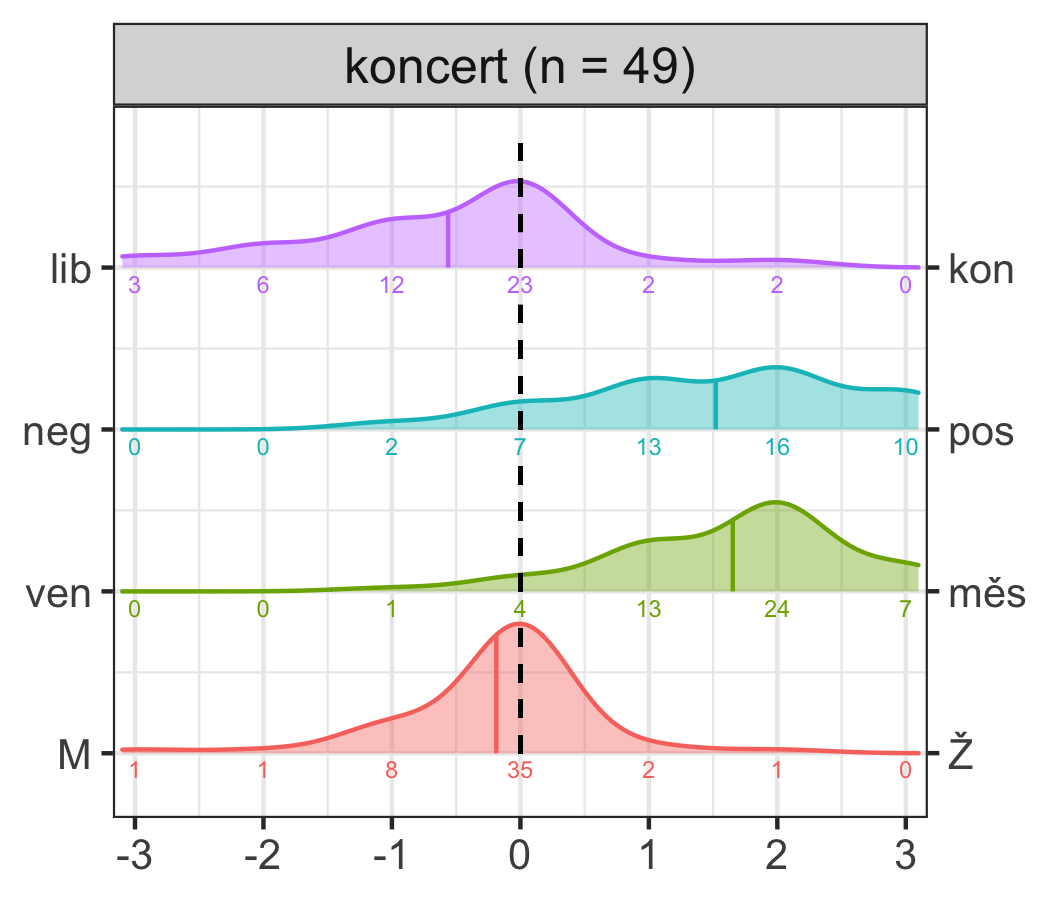 koncert (n = 49)
lib kon
3 6 12 23 2 2 0
neg pos
0 0 2 7 13 16 10
ven měs
0 0 1 4 13 24 7
M Ž
1 1 8 35 2 1 0
-3 -2 -1 0 1 2 3